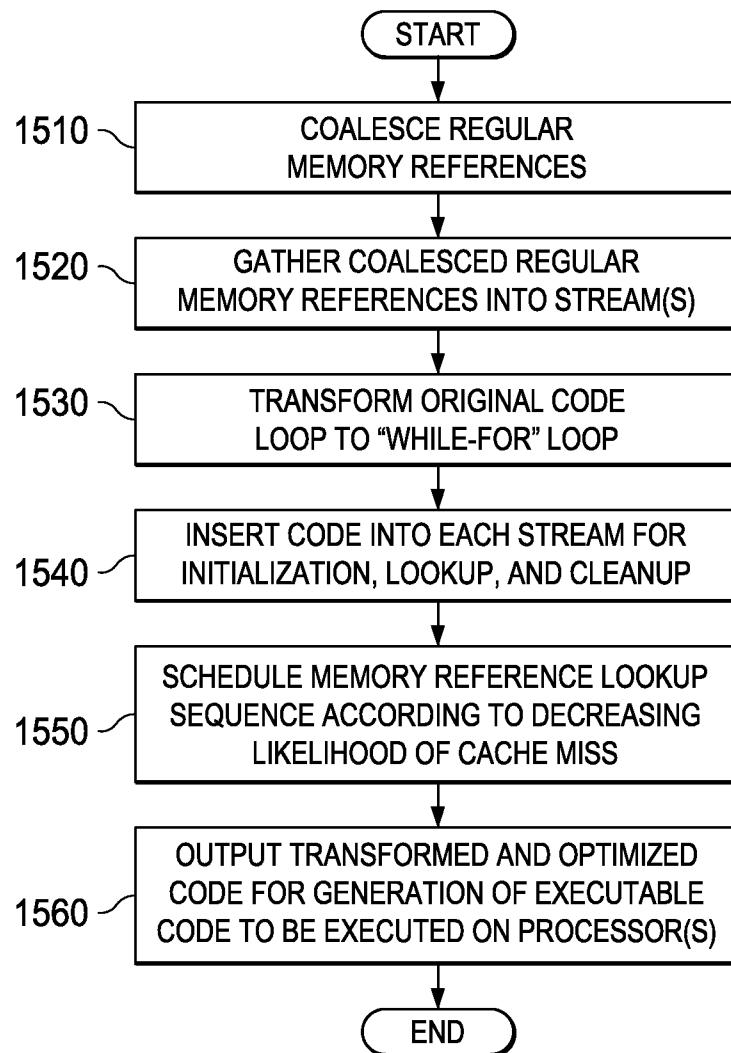 START
1510
COALESCE REGULAR
MEMORY REFERENCES
1520
GATHER COALESCED REGULAR
MEMORY REFERENCES INTO STREAM(S)
1530
TRANSFORM ORIGINAL CODE
LOOP TO “WHILE-FOR” LOOP
1540
INSERT CODE INTO EACH STREAM FOR
INITIALIZATION, LOOKUP, AND CLEANUP
1550
SCHEDULE MEMORY REFERENCE LOOKUP
SEQUENCE ACCORDING TO DECREASING
LIKELIHOOD OF CACHE MISS
1560
OUTPUT TRANSFORMED AND OPTIMIZED
CODE FOR GENERATION OF EXECUTABLE
CODE TO BE EXECUTED ON PROCESSOR(S)
END